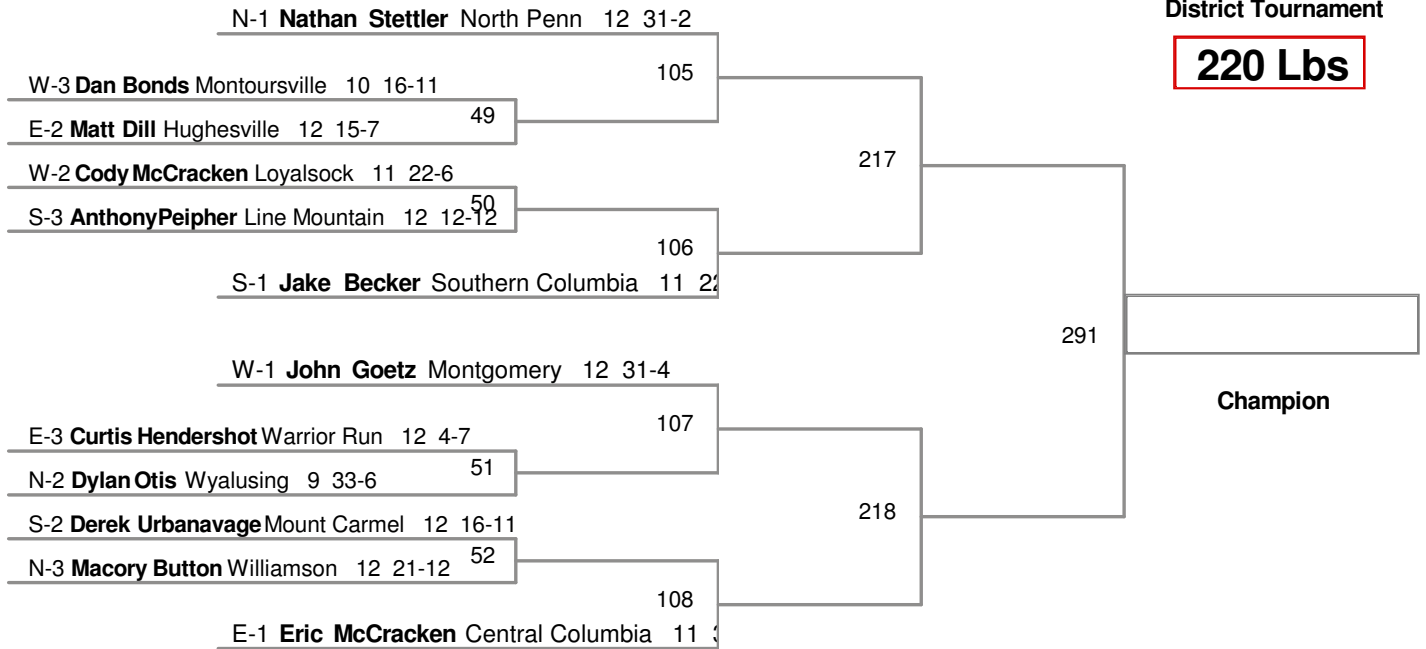 District Tournament
220 Lbs
N-1 Nathan Stettler North Penn 12 31-2
105
W-3 Dan Bonds Montoursville 10 16-11
49
E-2 Matt Dill Hughesville 12 15-7
217
W-2 Cody McCracken Loyalsock 11 22-6
50
S-3 AnthonyPeipher Line Mountain 12 12-12
106
S-1 Jake Becker Southern Columbia 11
291
W-1 John Goetz Montgomery 12 31-4
Champion
107
E-3 Curtis Hendershot Warrior Run 12 4-7
51
N-2 Dylan Otis Wyalusing 9 33-6
218
S-2 Derek Urbanavage Mount Carmel 12 16-11
52
N-3 Macory Button Williamson 12 21-12
108
E-1 Eric McCracken Central Columbia 11